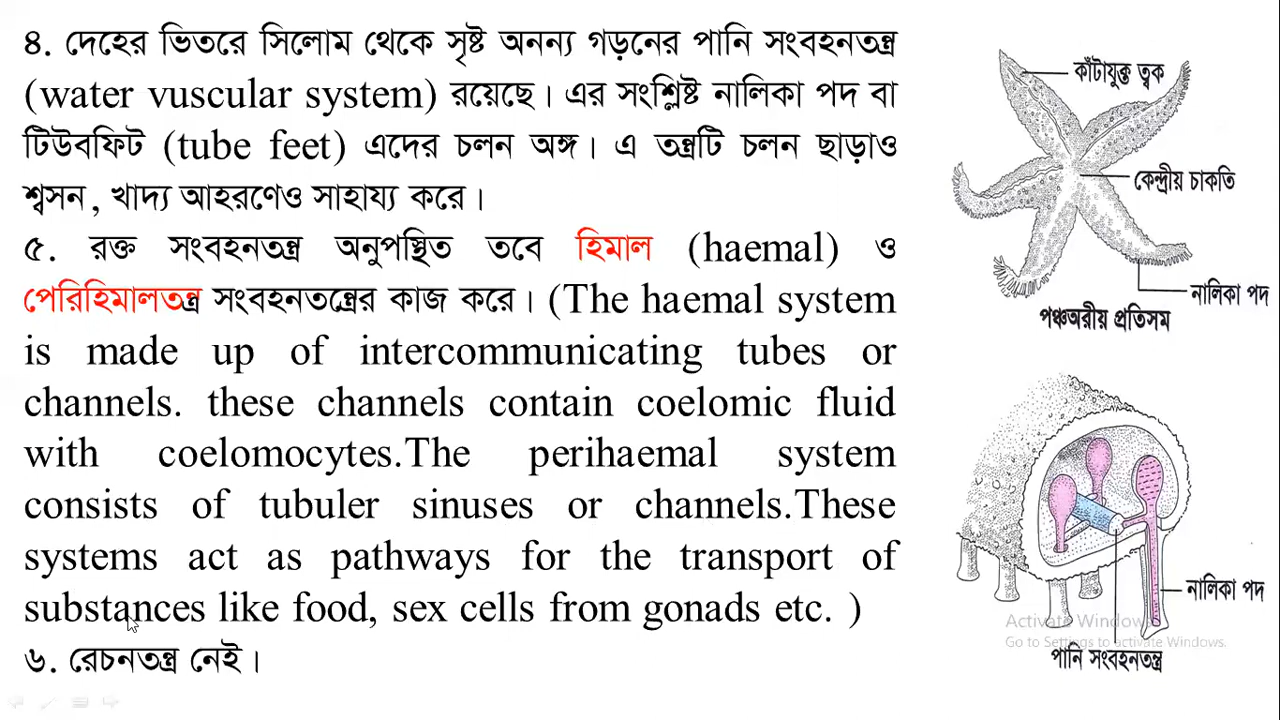 ৪. দেহের ভিতরে সিলোম থেকে সৃষ্ট অনন্য গড়নের পানি সংবহনতন্ত্র
(water vuscular system) রয়েছে। এর সংশ্লিষ্ট নালিকা পদ বা
টিউবফিট (tube feet) এদের চলন অঙ্গ। এ তন্ত্রটি চলন ছাড়াও
শ্বসন, খাদ্য আহরণেও সাহায্য করে।
৫. রক্ত সংবহনতন্ত্র অনুপস্থিত তবে হিমাল (haemal) ও
পেরিহিমালতন্ত্র সংবহনতন্ত্রের কাজ করে। (The haemal system
is made up of intercommunicating tubes or
channels. these channels contain coelomic fluid
with coelomocytes.The perihaemal system
consists of tubuler sinuses or channels.These
systems act as pathways for the transport of
substances like food, sex cells from gonads etc. )
৬. রেচনতন্ত্র নেই।
কাঁটাযুক্ত ত্বক
কেন্দ্রীয় চাকতি
নালিকা পদ
পঞ্চঅরীয় প্রতিসম
নালিকা পদ
Activate Windows
Go to Settings to activate Windows.
পানি সংবহনতন্ত্র